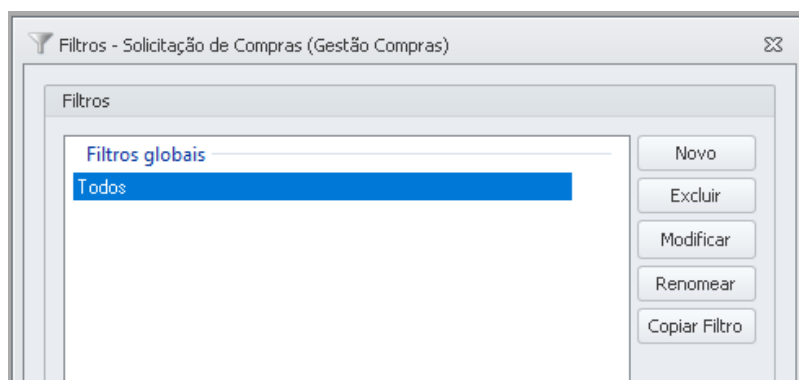 Filtros - Solicitação de Compras (Gestão Compras)
Filtros
Filtros globais
Todos
Novo
Excluir
Modificar
Renomear
Copiar Filtro